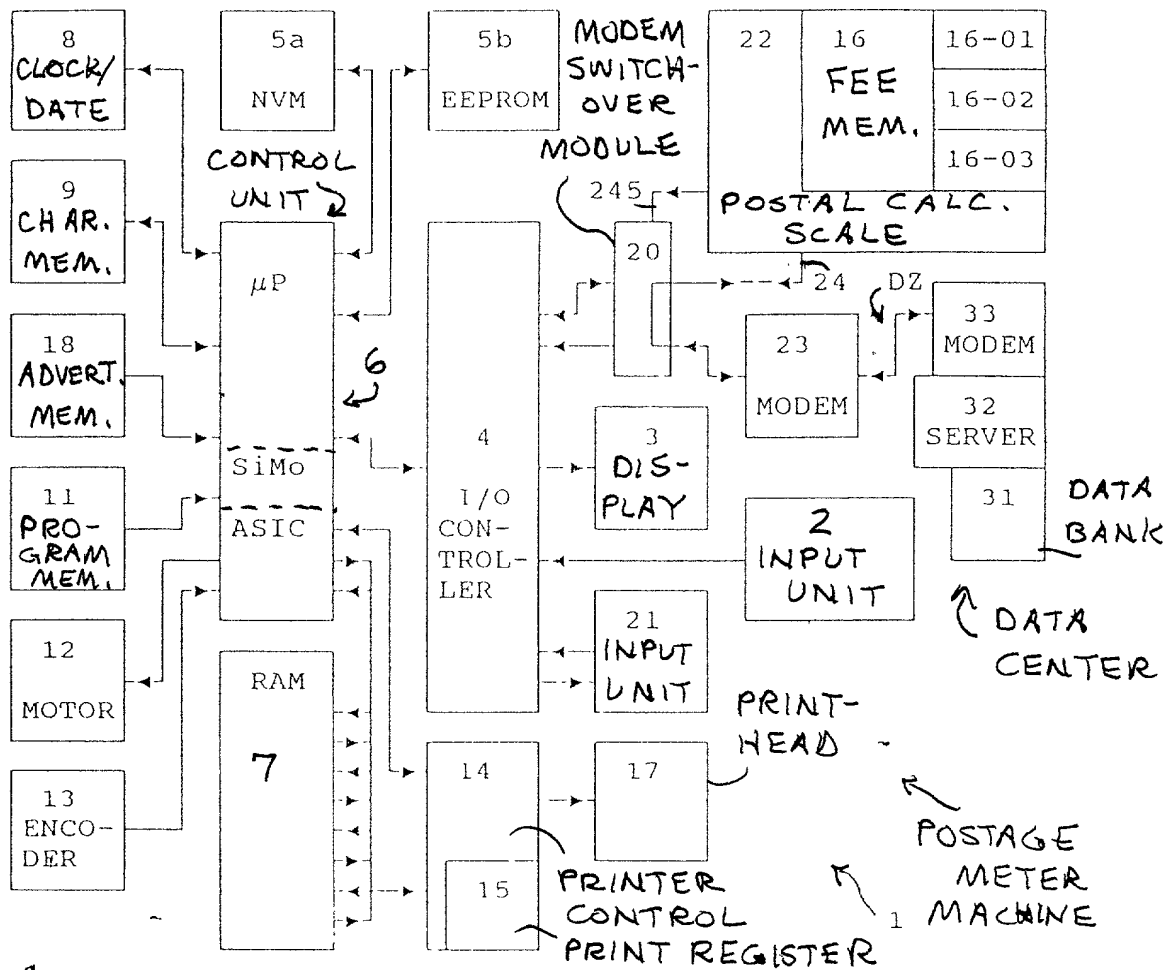 8
CLOCK/
DATE
5a
NVM
5b
EEPROM
MODEM
SWITCH-
OVER
MODULE
22
16
FEE
MEM.
16-01
16-02
16-03
POSTAL CALC.
SCALE
9
CHAR.
MEM.
CONTROL
UNIT
µP
245
20
24
DZ
33
MODEM
18
ADVERT.
MEM.
6
23
MODEM
32
SERVER
SiMo
ASIC
4
I/O
CON-
TROL-
LER
3
DIS-
PLAY
31
DATA
BANK
11
PRO-
GRAM
MEM.
2
INPUT
UNIT
DATA
CENTER
12
MOTOR
21
INPUT
UNIT
RAM
7
PRINT-
HEAD
13
ENCO-
DER
14
17
15
PRINTER
CONTROL
PRINT REGISTER
POSTAGE
METER
MACHINE
1